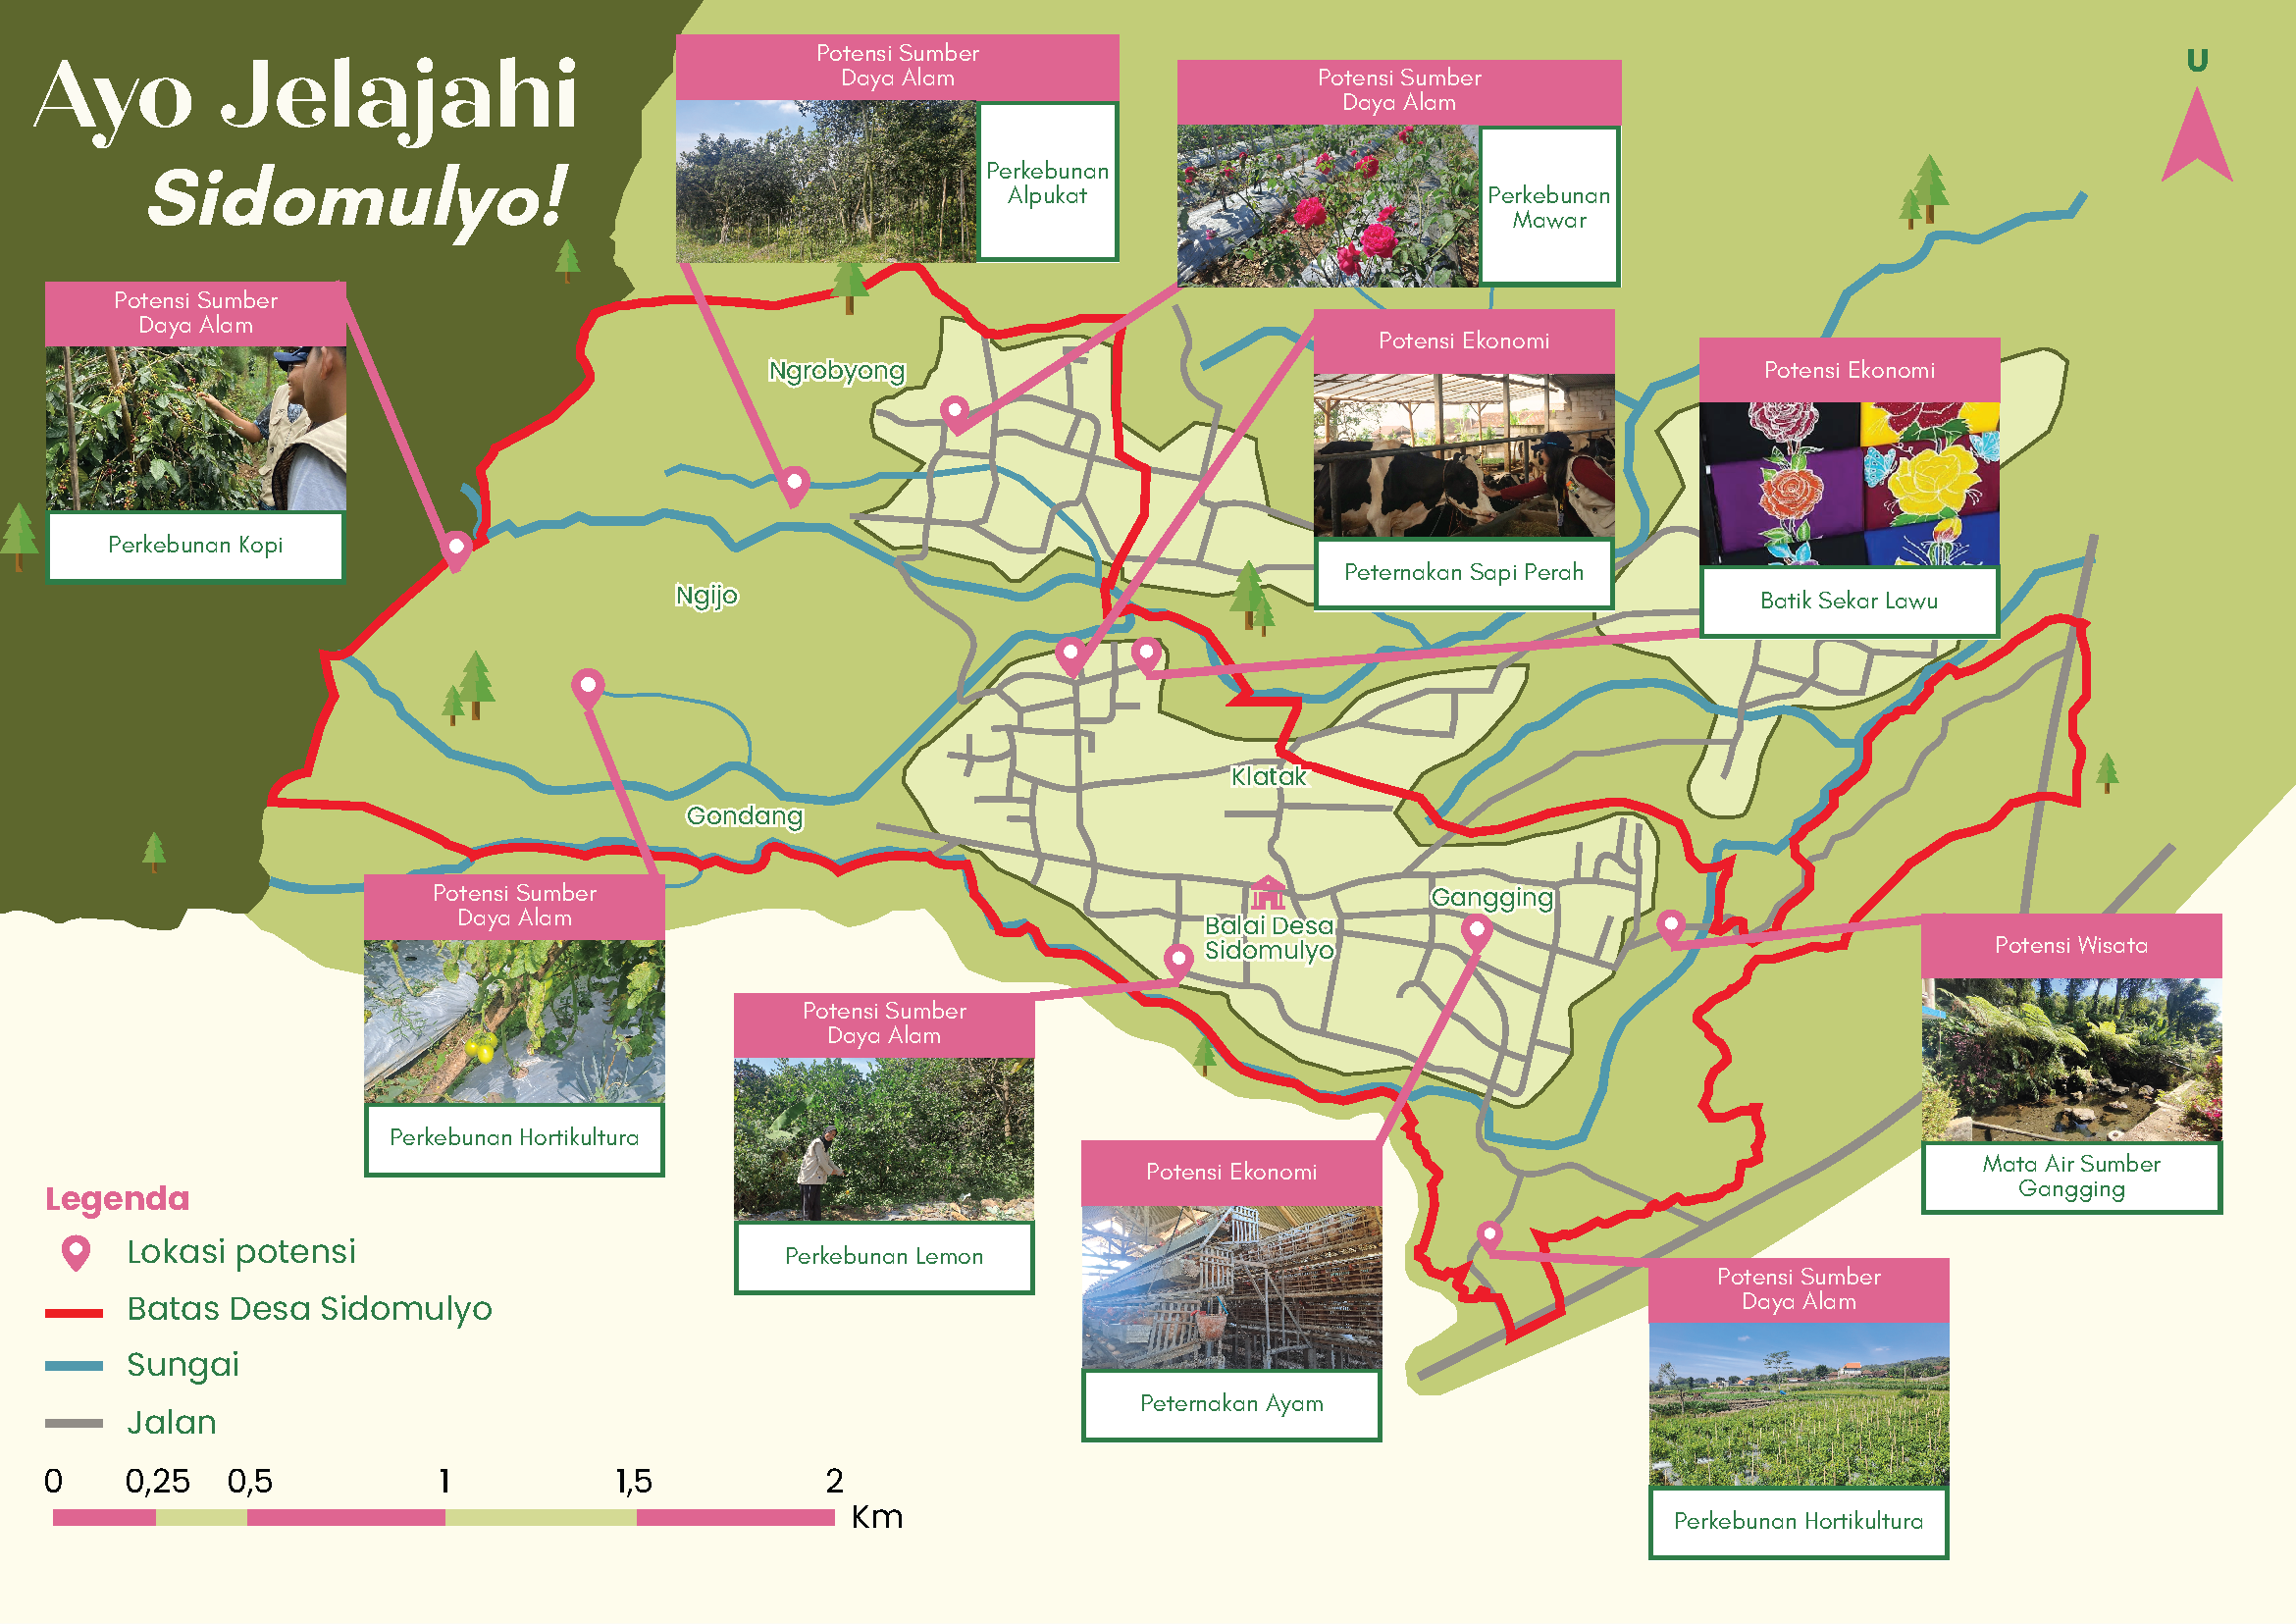 Ayo Jelajahi
Sidomulyo!
U
Potensi Sumber
Daya Alam
Perkebunan
Alpukat
Potensi Sumber
Daya Alam
Perkebunan
Mawar
Potensi Sumber
Daya Alam
Perkebunan Kopi
Potensi Ekonomi
Peternakan Sapi Perah
Potensi Ekonomi
Batik Sekar Lawu
Ngrobyong
Ngijo
Gondang
Klatak
Gangging
Balai Desa
Sidomulyo
Potensi Sumber
Daya Alam
Perkebunan Hortikultura
Potensi Sumber
Daya Alam
Perkebunan Lemon
Potensi Ekonomi
Peternakan Ayam
Potensi Wisata
Mata Air Sumber
Gangging
Potensi Sumber
Daya Alam
Perkebunan Hortikultura
Legenda
Lokasi potensi
Batas Desa Sidomulyo
Sungai
Jalan
0 0,25 0,5 1 1,5 2
Km